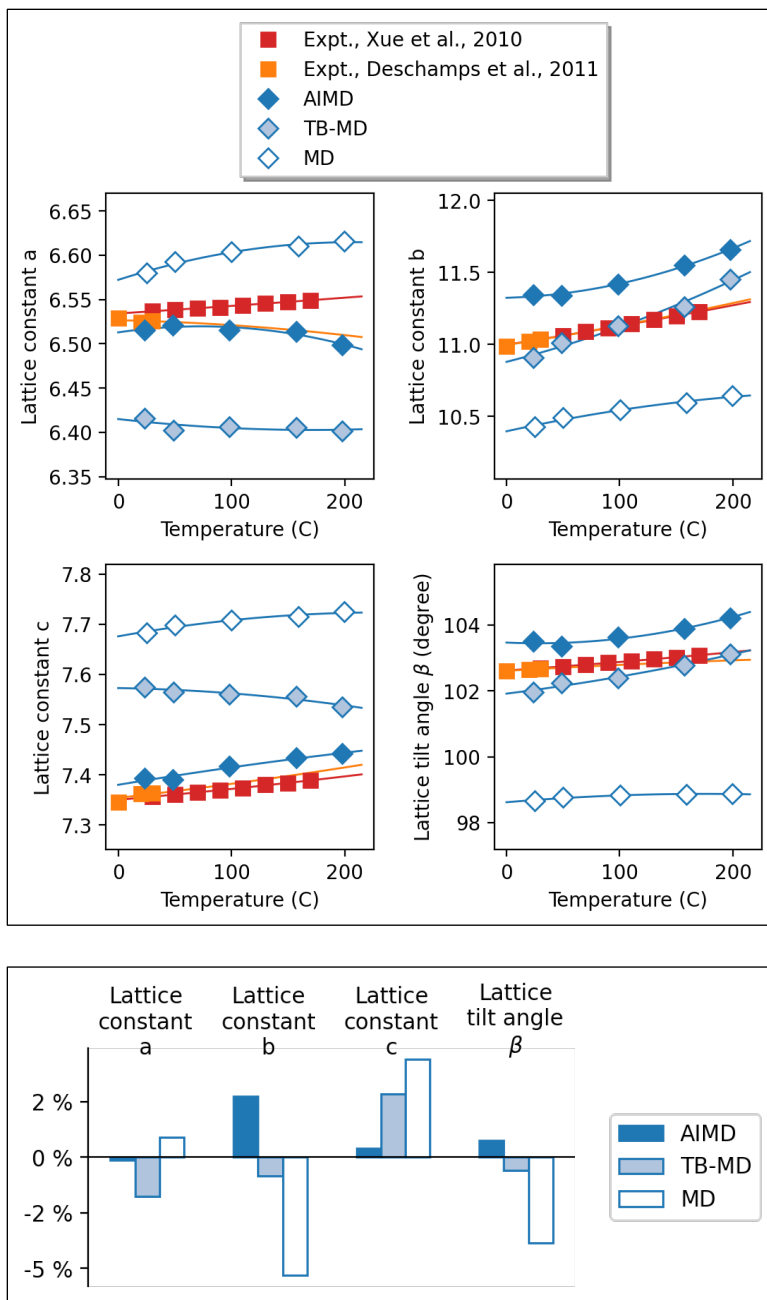 Expt., Xue et al., 2010
Expt., Deschamps et al., 2011
AIMD
TB-MD
MD
Lattice constant a
6.65
6.60
6.55
6.50
6.45
6.40
6.35
0
100
200
Temperature (C)
Lattice constant b
12.0
11.5
11.0
10.5
0
100
200
Temperature (C)
Lattice constant c
7.8
7.7
7.6
7.5
7.4
7.3
0
100
200
Temperature (C)
Lattice tilt angle β (degree)
104
102
100
98
0
100
200
Temperature (C)
Lattice
constant
a
Lattice
constant
b
Lattice
constant
c
Lattice
tilt angle
β
2 %
0 %
-2 %
-5 %
AIMD
TB-MD
MD